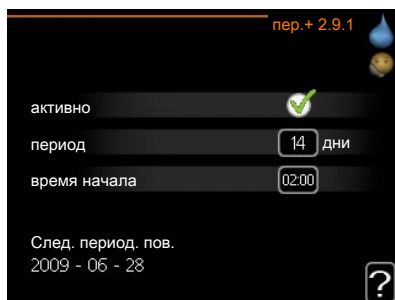 пер.+ 2.9.1
активно
период 14 дни
время начала 02:00
След. период. пов.
2009 - 06 - 28
?